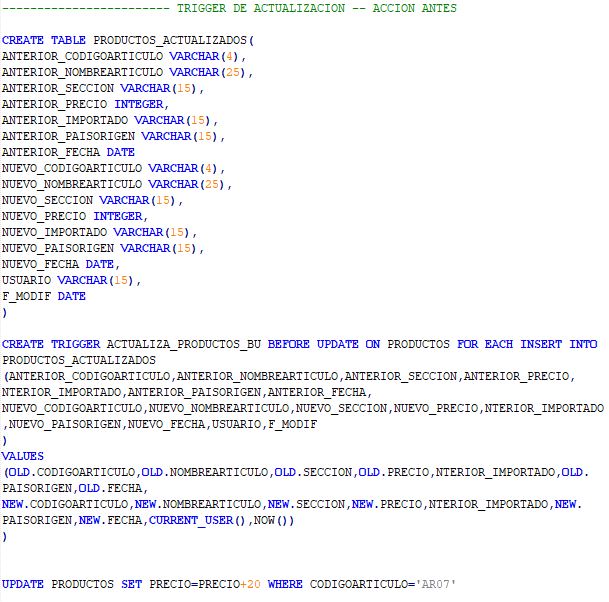 ------------------------ TRIGGER DE ACTUALIZACION -- ACCION ANTES
CREATE TABLE PRODUCTOS_ACTUALIZADOS(
ANTERIOR_CODIGOARTICULO VARCHAR(4),
ANTERIOR_NOMBREARTICULO VARCHAR(25),
ANTERIOR_SECCION VARCHAR(15),
ANTERIOR_PRECIO INTEGER,
ANTERIOR_IMPORTADO VARCHAR(15),
ANTERIOR_PAISORIGEN VARCHAR(15),
ANTERIOR_FECHA DATE
NUEVO_CODIGOARTICULO VARCHAR(4),
NUEVO_NOMBREARTICULO VARCHAR(25),
NUEVO_SECCION VARCHAR(15),
NUEVO_PRECIO INTEGER,
NUEVO_IMPORTADO VARCHAR(15),
NUEVO_PAISORIGEN VARCHAR(15),
NUEVO_FECHA DATE,
USUARIO VARCHAR(15),
F_MODIF DATE
)
CREATE TRIGGER ACTUALIZA_PRODUCTOS_BU BEFORE UPDATE ON PRODUCTOS FOR EACH INSERT INTO
PRODUCTOS_ACTUALIZADOS
(ANTERIOR_CODIGOARTICULO,ANTERIOR_NOMBREARTICULO,ANTERIOR_SECCION,ANTERIOR_PRECIO,
NTERIOR_IMPORTADO,ANTERIOR_PAISORIGEN,ANTERIOR_FECHA,
NUEVO_CODIGOARTICULO,NUEVO_NOMBREARTICULO,NUEVO_SECCION,NUEVO_PRECIO,NTERIOR_IMPORTADO
,NUEVO_PAISORIGEN,NUEVO_FECHA,USUARIO,F_MODIF
)
VALUES
(OLD.CODIGOARTICULO,OLD.NOMBREARTICULO,OLD.SECCION,OLD.PRECIO,NTERIOR_IMPORTADO,OLD.
PAISORIGEN,OLD.FECHA,
NEW.CODIGOARTICULO,NEW.NOMBREARTICULO,NEW.SECCION,NEW.PRECIO,NTERIOR_IMPORTADO,NEW.
PAISORIGEN,NEW.FECHA,CURRENT_USER(),NOW())
)
UPDATE PRODUCTOS SET PRECIO=PRECIO+20 WHERE CODIGOARTICULO='AR07'